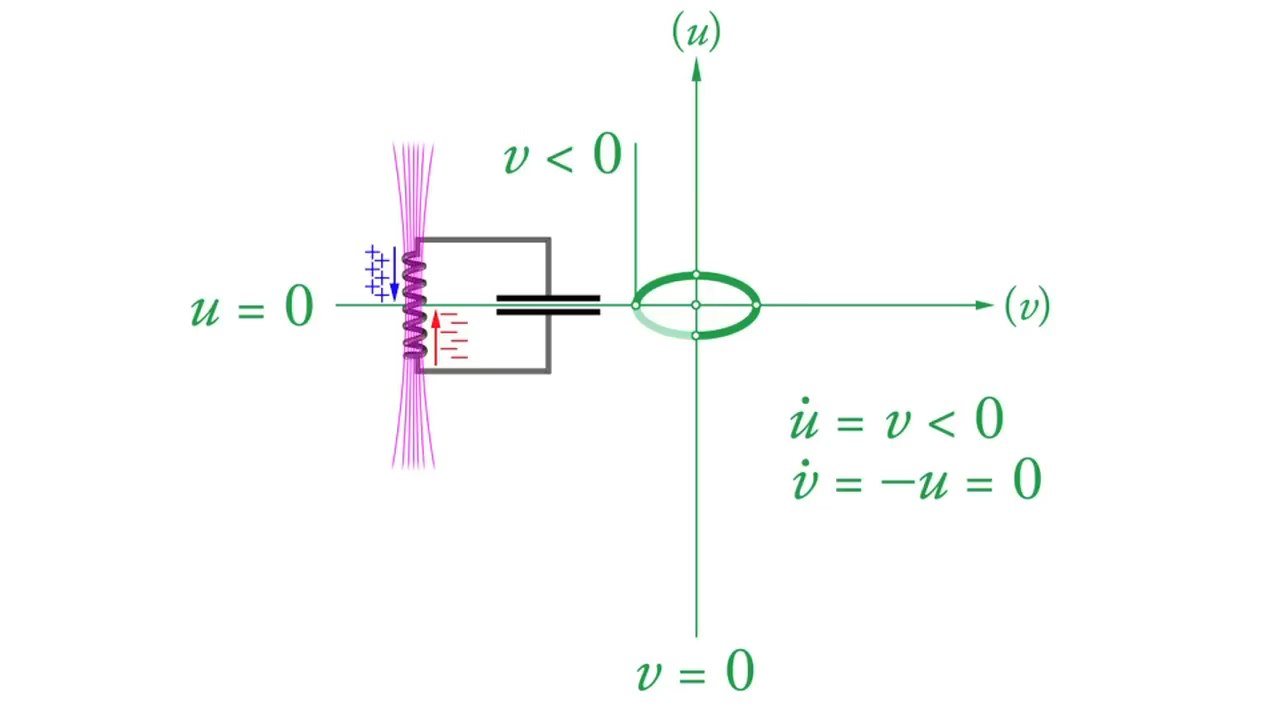 (u)
v < 0
u = 0
(v)
u̇ = v < 0
v̇ = −u = 0
v = 0